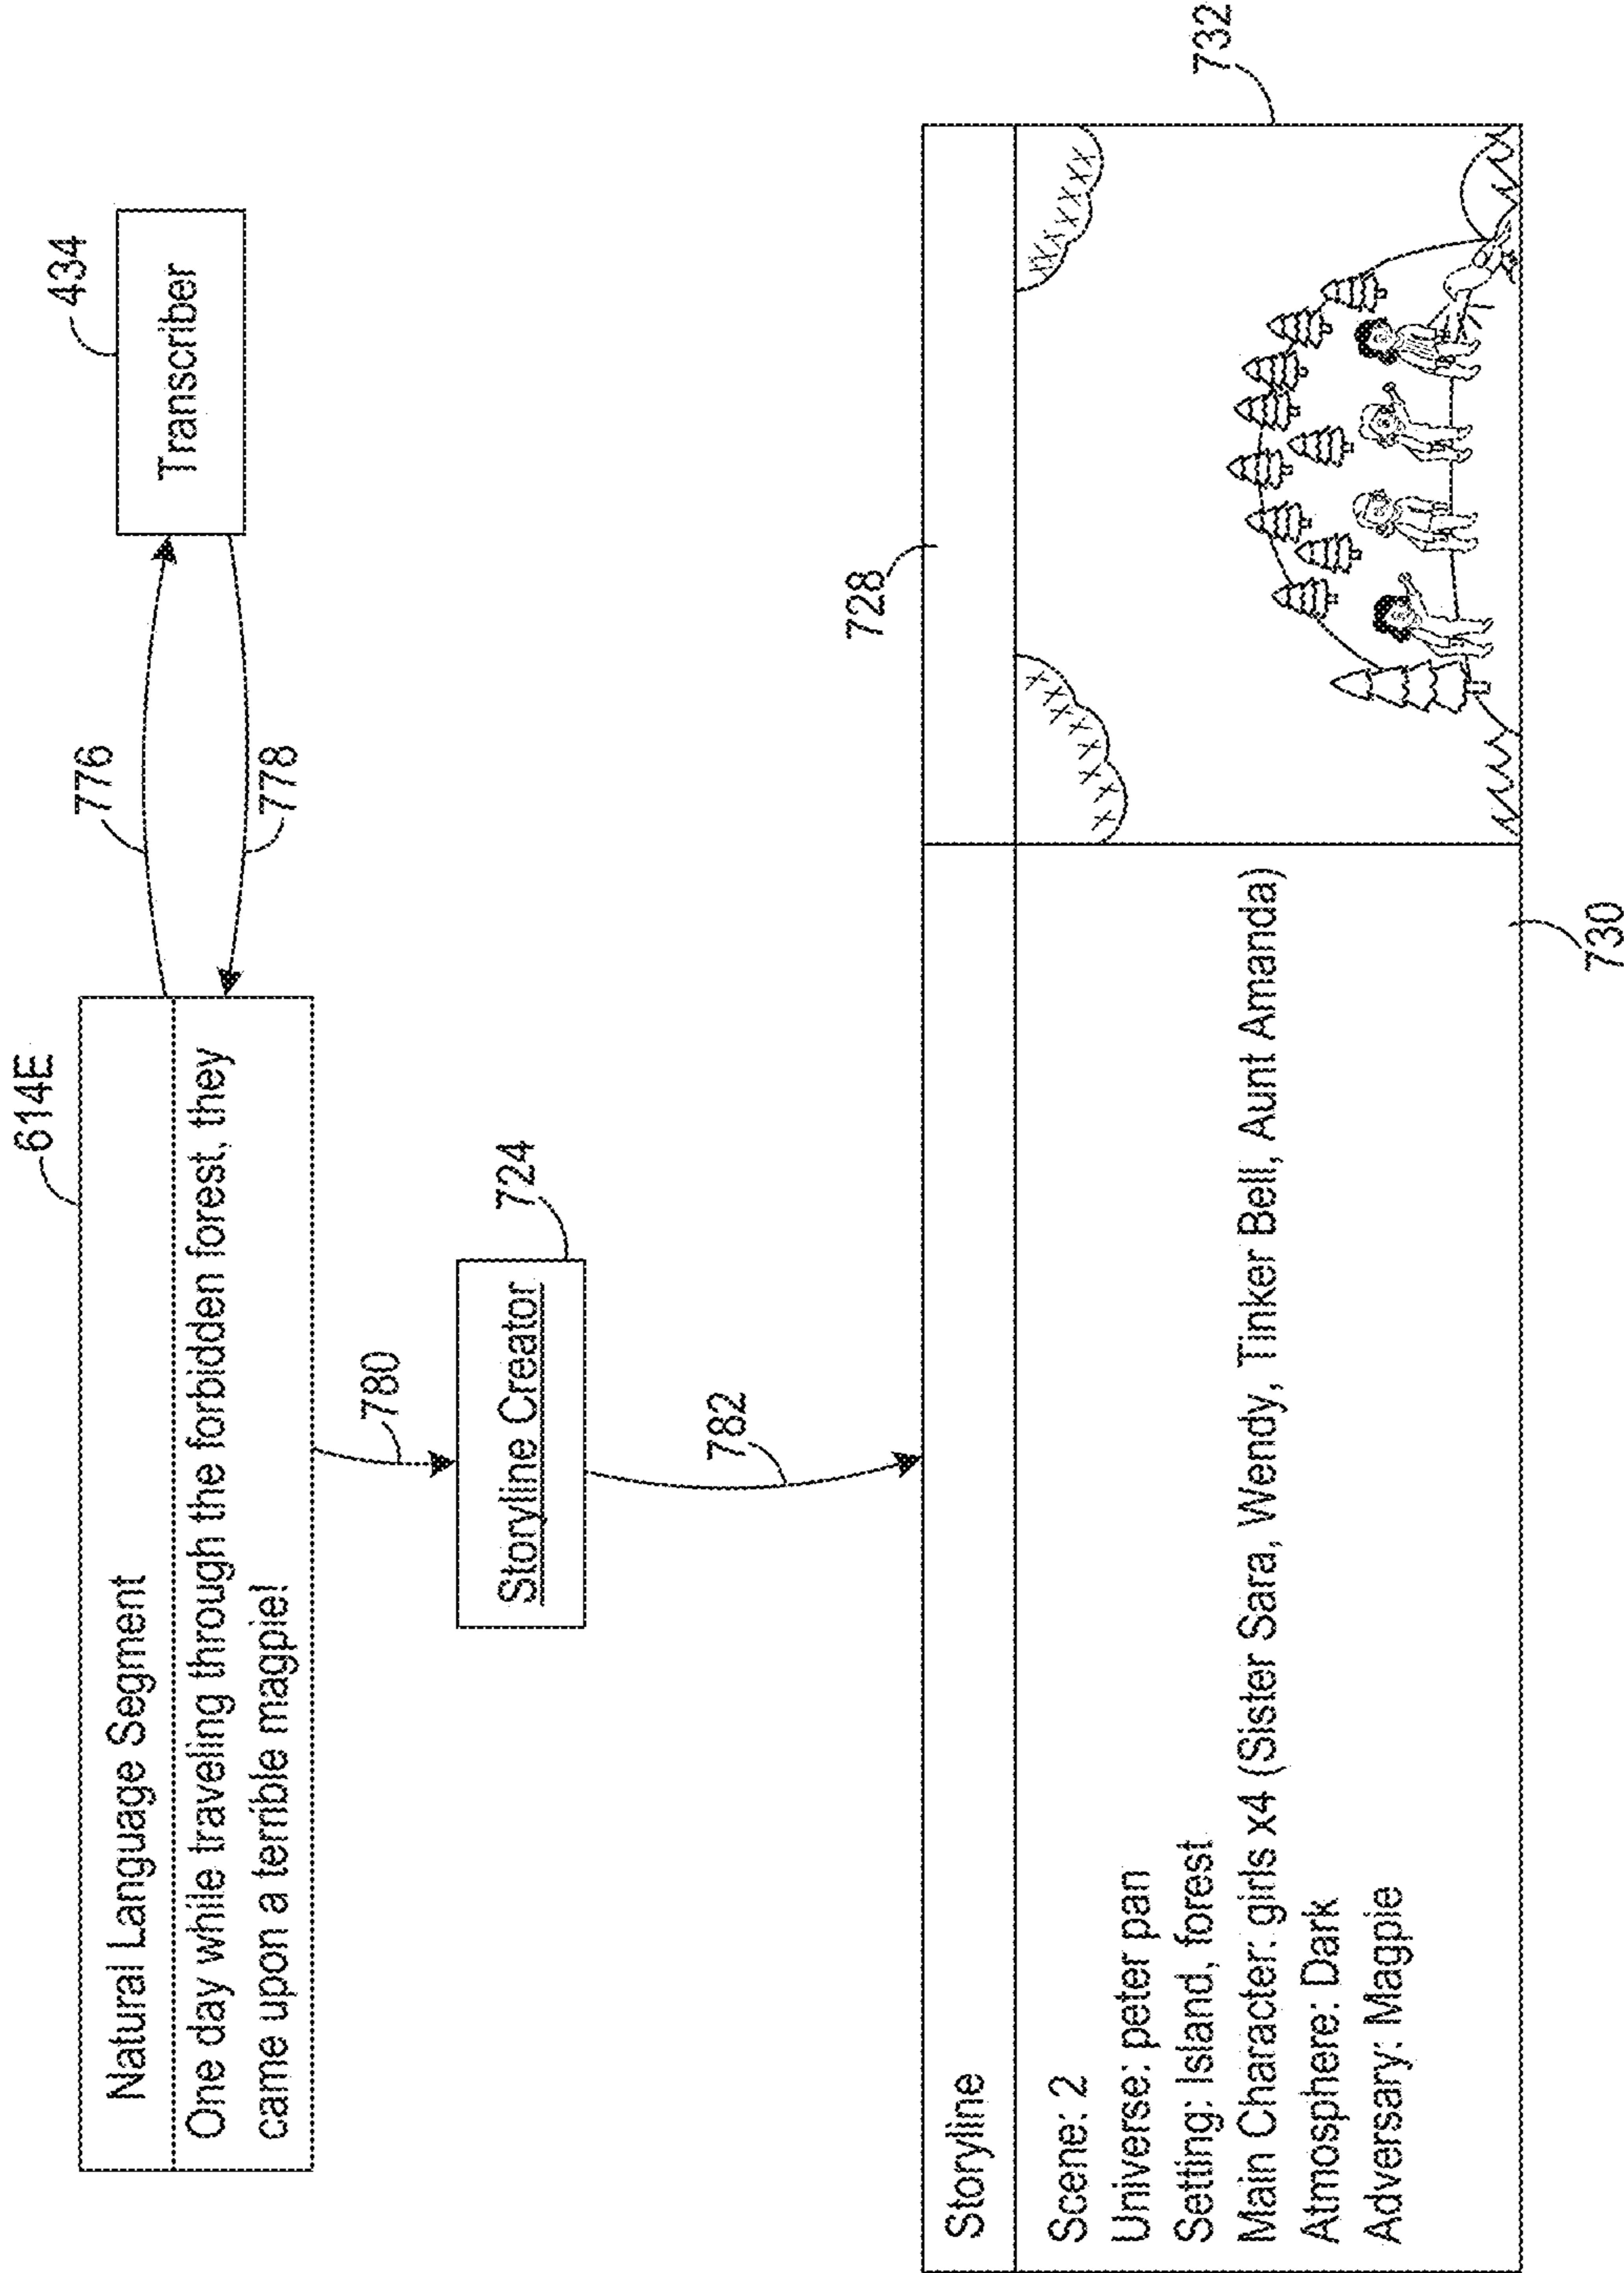 614E
Natural Language Segment
One day while traveling through the forbidden forest, they
came upon a terrible magpie!
776
778
434
Transcriber
780
Storyline Creator
724
782
728
Storyline
Scene: 2
Universe: peter pan
Setting: Island, forest
Main Character: girls x4 (Sister Sara, Wendy, Tinker Bell, Aunt Amanda)
Atmosphere: Dark
Adversary: Magpie
730
732